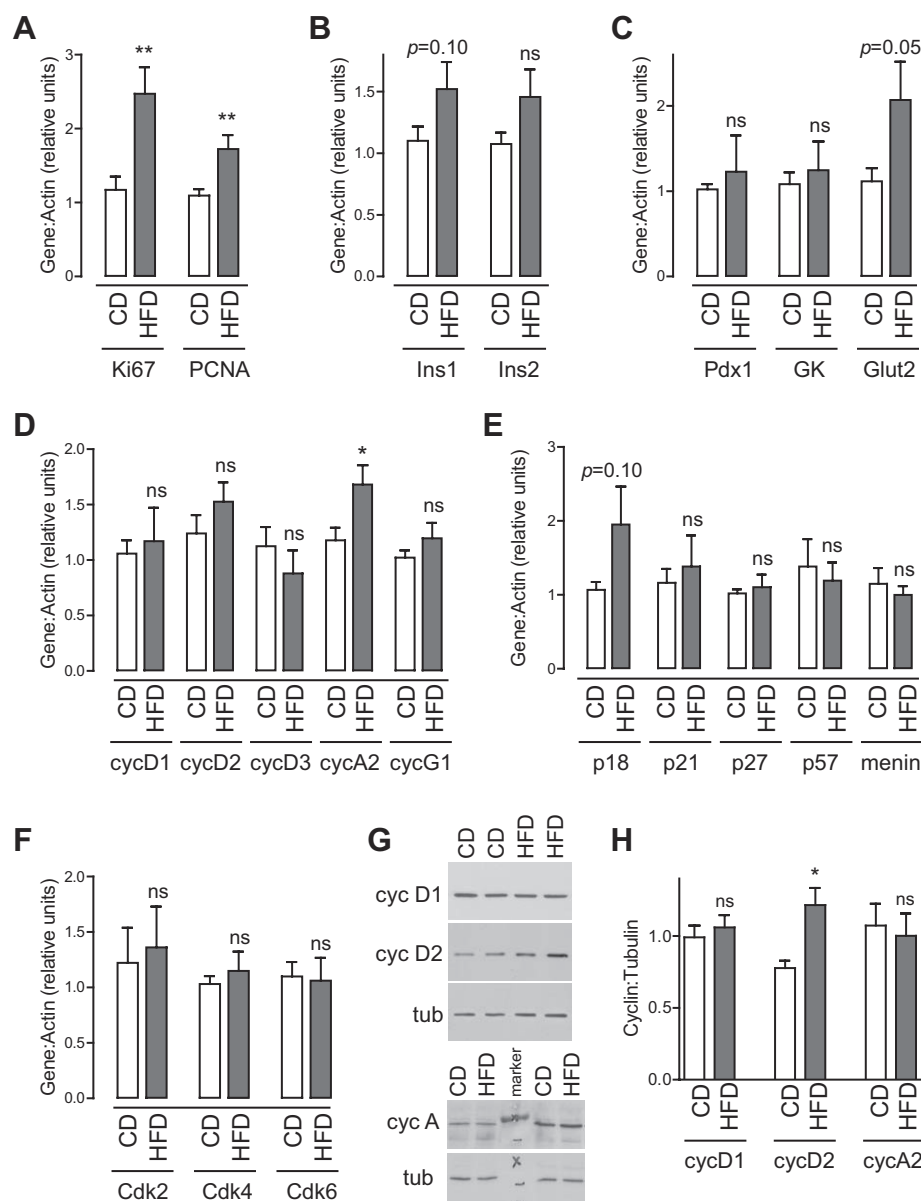 A
Gene:Actin (relative units)
3
2
1
0
**
**
CD
HFD
CD
HFD
Ki67 PCNA
B
Gene:Actin (relative units)
1.5
1.0
0.5
0.0
p=0.10
ns
CD
HFD
CD
HFD
Ins1 Ins2
C
Gene:Actin (relative units)
2
1
0
ns
ns
p=0.05
CD
HFD
CD
HFD
CD
HFD
Pdx1 GK Glut2
D
Gene:Actin (relative units)
2.0
1.5
1.0
0.5
0.0
ns
ns
ns
*
ns
CD
HFD
CD
HFD
CD
HFD
CD
HFD
CD
HFD
cycD1 cycD2 cycD3 cycA2 cycG1
E
Gene:Actin (relative units)
3
2
1
0
p=0.10
ns
ns
ns
ns
CD
HFD
CD
HFD
CD
HFD
CD
HFD
CD
HFD
p18 p21 p27 p57 menin
F
Gene:Actin (relative units)
2.0
1.5
1.0
0.5
0.0
ns
ns
ns
CD
HFD
CD
HFD
CD
HFD
Cdk2 Cdk4 Cdk6
G
CD
CD
HFD
HFD
cyc D1
cyc D2
tub
CD
HFD
marker
CD
HFD
cyc A
tub
H
Cyclin:Tubulin
1.0
0.5
0.0
ns
*
ns
CD
HFD
CD
HFD
CD
HFD
cycD1 cycD2 cycA2